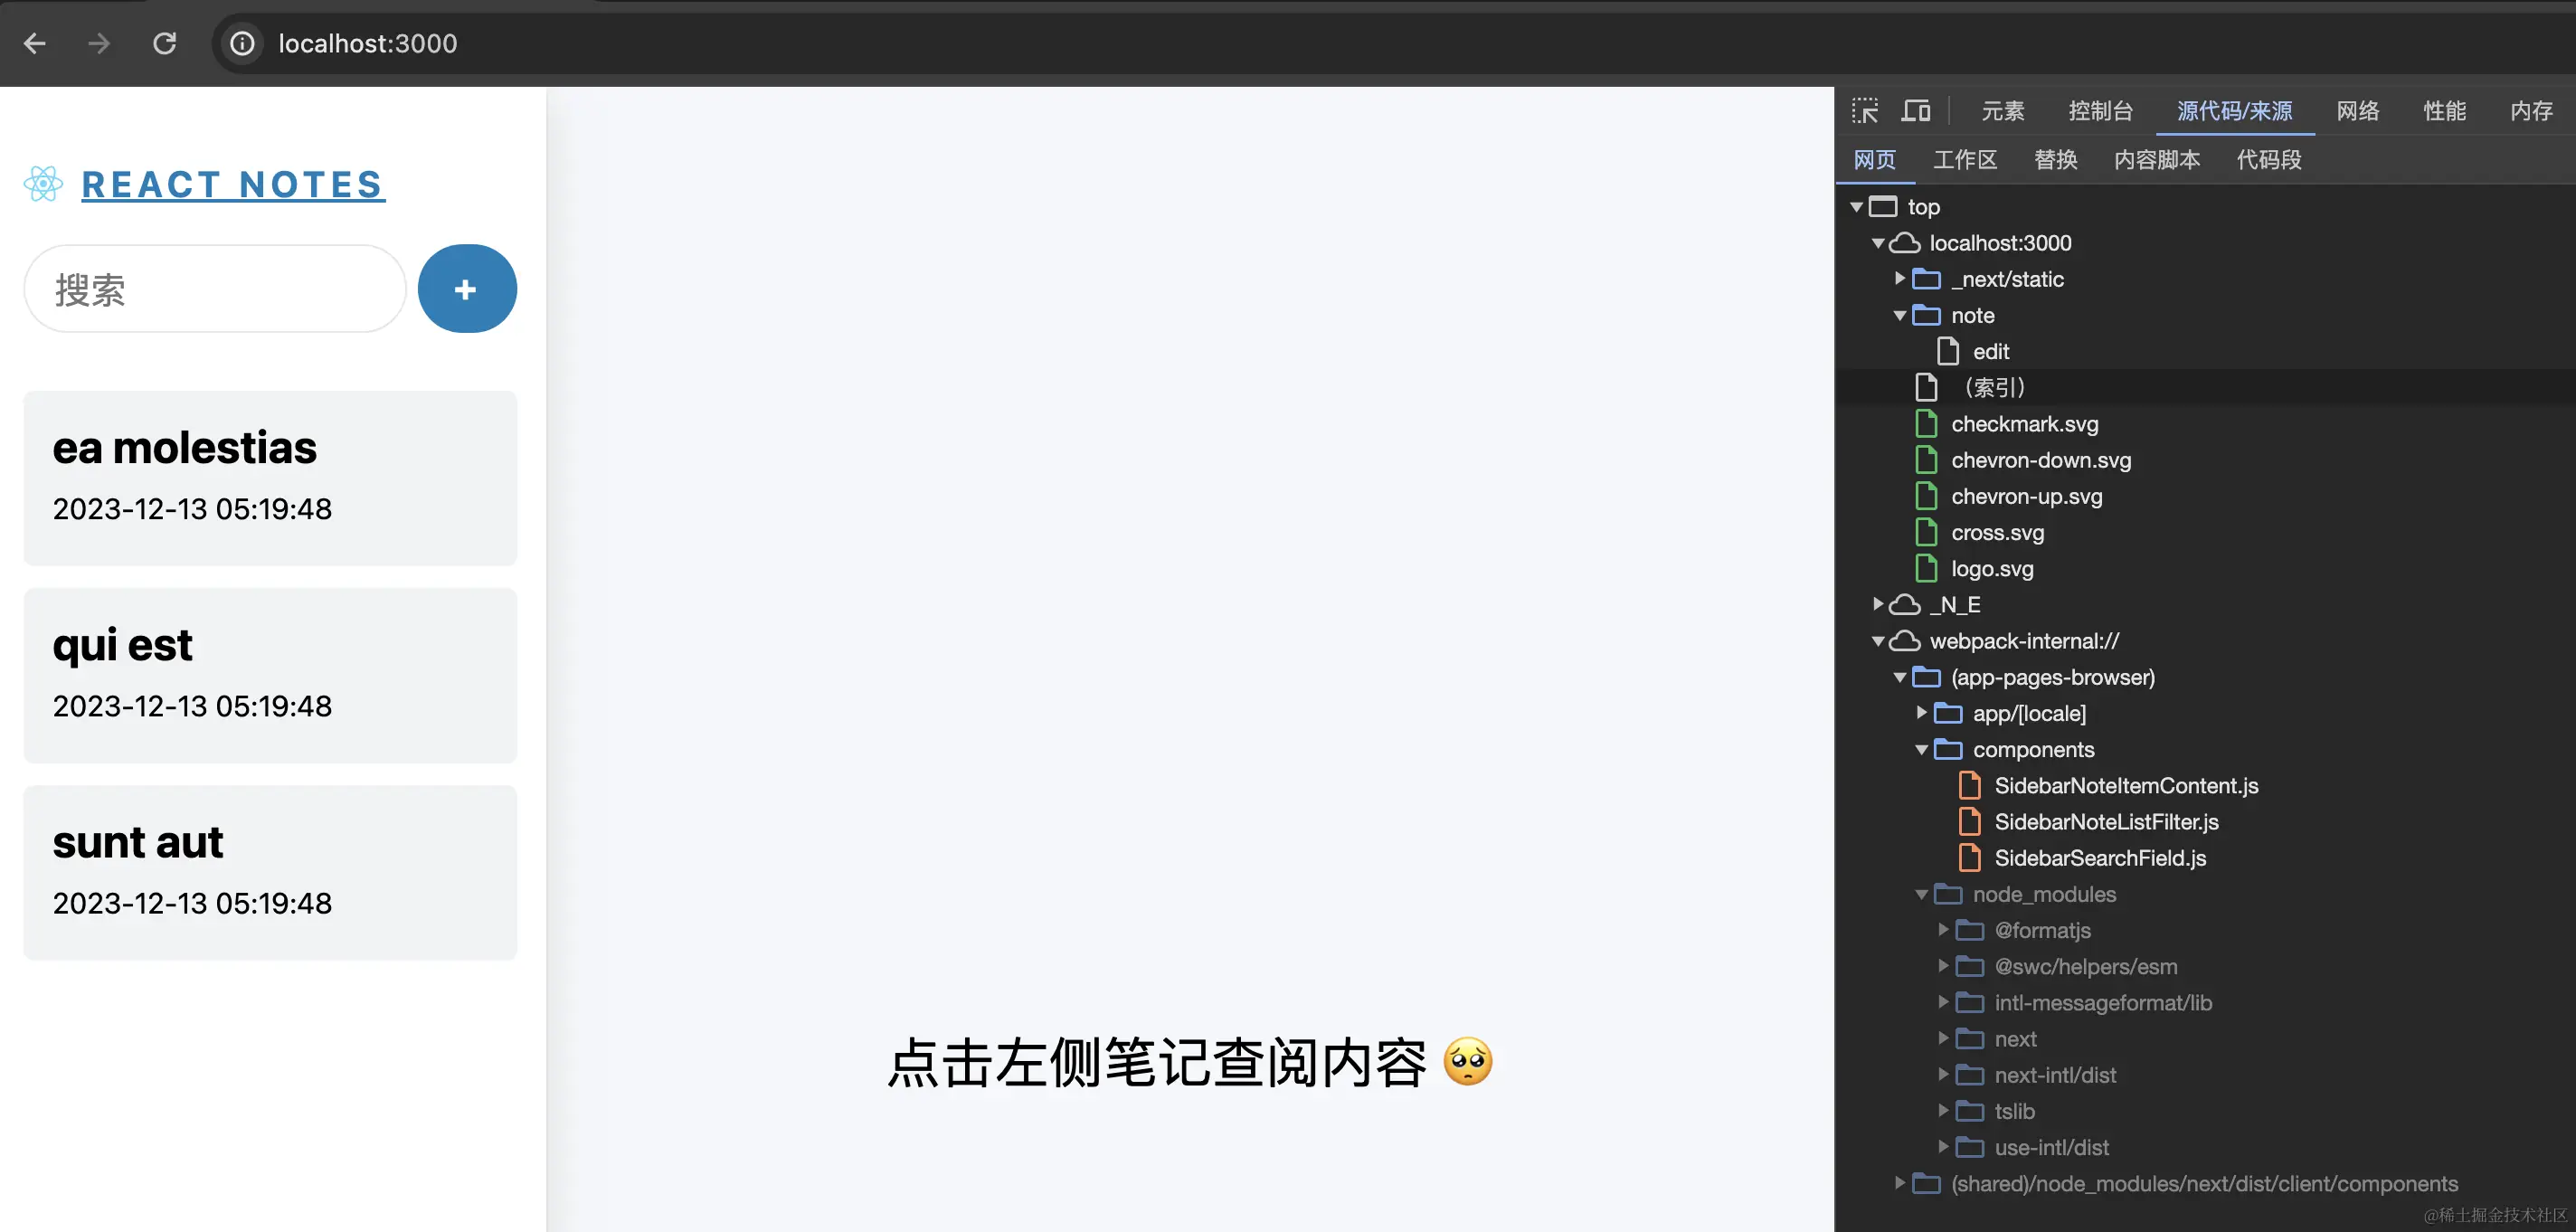 localhost:3000
REACT NOTES
搜索
+
ea molestias
2023-12-13 05:19:48
qui est
2023-12-13 05:19:48
sunt aut
2023-12-13 05:19:48
点击左侧笔记查阅内容 🥺
元素 控制台 源代码/来源 网络 性能 内存
网页 工作区 替换 内容脚本 代码段
top
localhost:3000
_next/static
note
edit
（索引）
checkmark.svg
chevron-down.svg
chevron-up.svg
cross.svg
logo.svg
_N_E
webpack-internal://
(app-pages-browser)
app/[locale]
components
SidebarNoteItemContent.js
SidebarNoteListFilter.js
SidebarSearchField.js
node_modules
@formatjs
@swc/helpers/esm
intl-messageformat/lib
next
next-intl/dist
tslib
use-intl/dist
(shared)/node_modules/next/dist/client/components
@稀土掘金技术社区